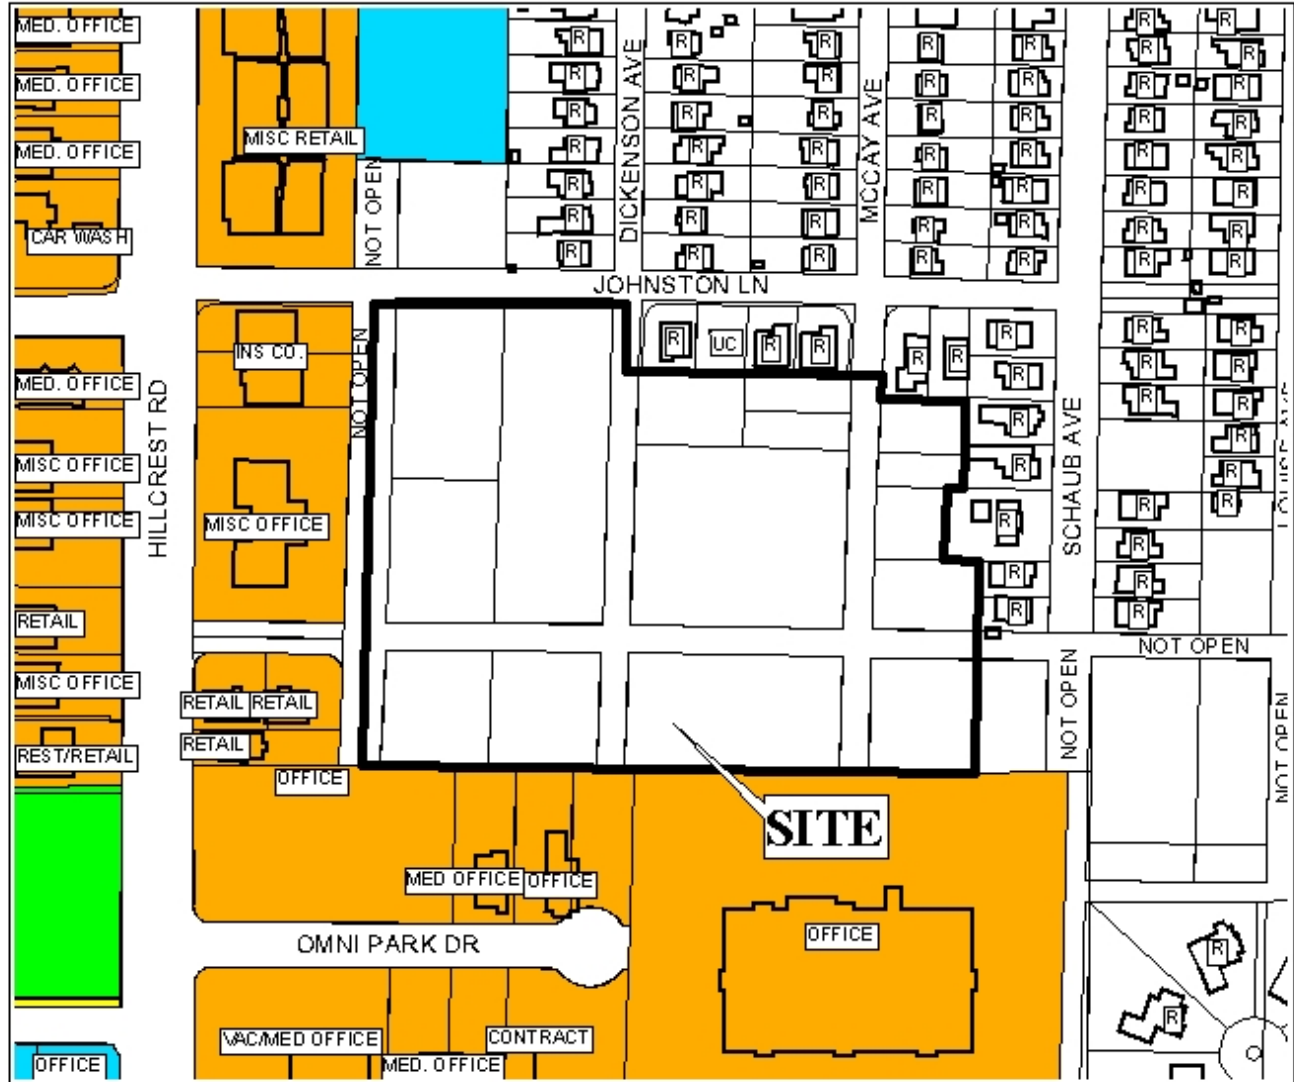 MED. OFFICE
R R R R R R
R R R R R R
MED. OFFICE
R R R R R R R R
DICKENSON AVE
MCCAY AVE
R R R R R R R R
MISC RETAIL
MED. OFFICE
R R R R R R R R
NOT OPEN
R R R R R R R R
CAR WASH
R R R R R R R R
R R R R R R R
JOHNSTON LN
INS CO.
NOT OPEN
R UC R R R R R R R
MED. OFFICE
R R R
HILLCREST RD
R
SCHAUB AVE
R
MISC OFFICE
R R
MISC OFFICE
MISC OFFICE
R R R
R R
RETAIL
R R
NOT OPEN
NOT OPEN
NOT OPEN
MISC OFFICE
RETAIL RETAIL
RETAIL
REST/RETAIL
OFFICE
SITE
MED OFFICE OFFICE
OFFICE
OMNI PARK DR
R
R
VAC/MED OFFICE
CONTRACT
MED. OFFICE
OFFICE